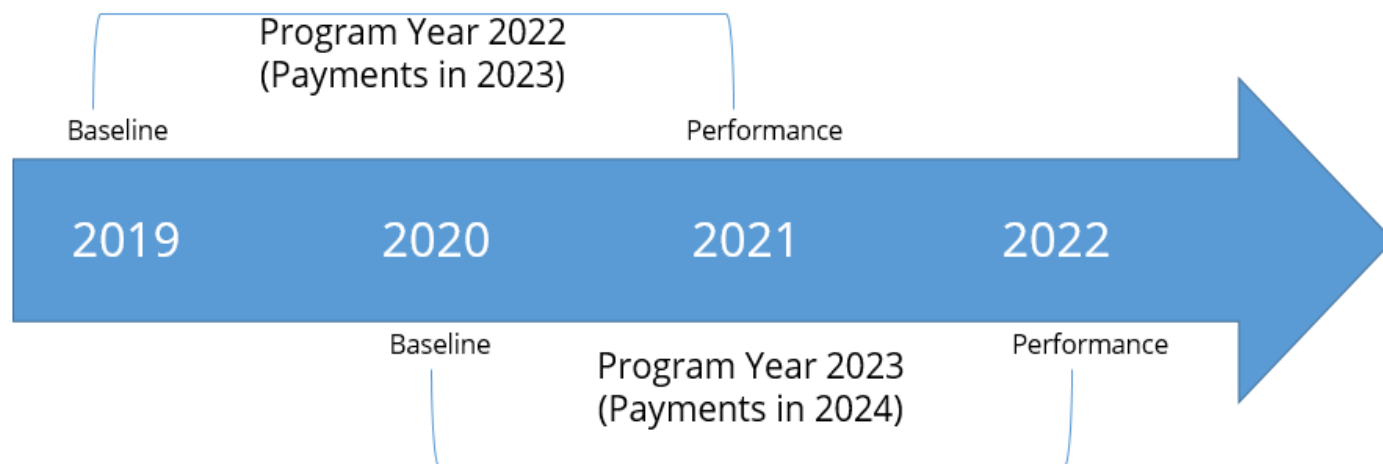 Program Year 2022
(Payments in 2023)
Baseline
Performance
2019
2020
2021
2022
Baseline
Performance
Program Year 2023
(Payments in 2024)